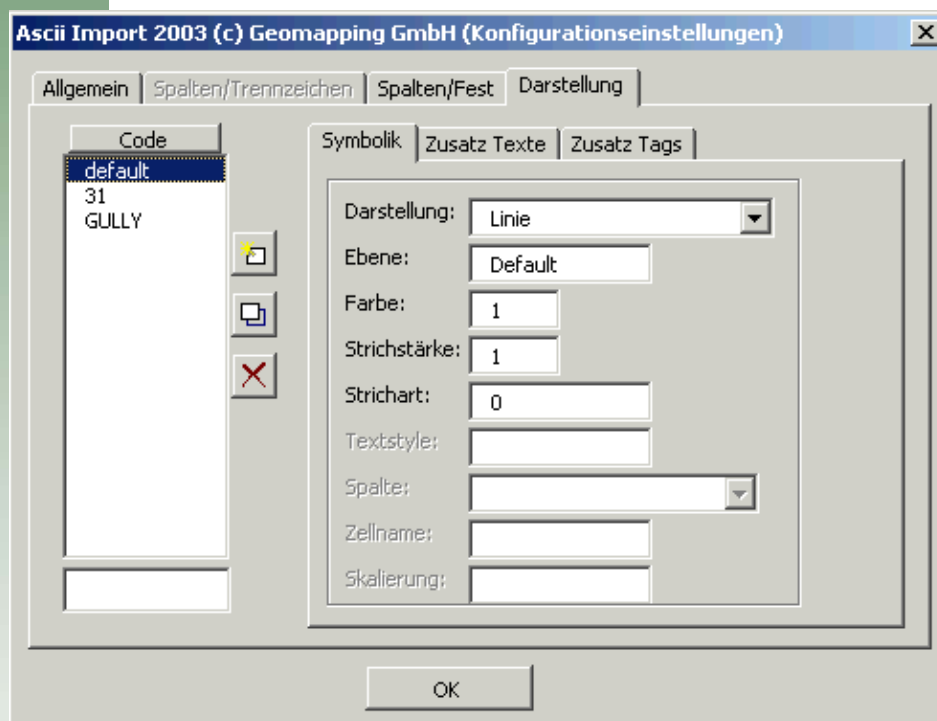 Ascii Import 2003 (c) Geomapping GmbH (Konfigurationseinstellungen)
Allgemein Spalten/Trennzeichen Spalten/Fest Darstellung
Code
default
31
GULLY
Symbolik Zusatz Texte Zusatz Tags
Darstellung: Linie
Ebene: Default
Farbe: 1
Strichstärke: 1
Strichart: 0
Textstyle:
Spalte:
Zellname:
Skalierung:
OK